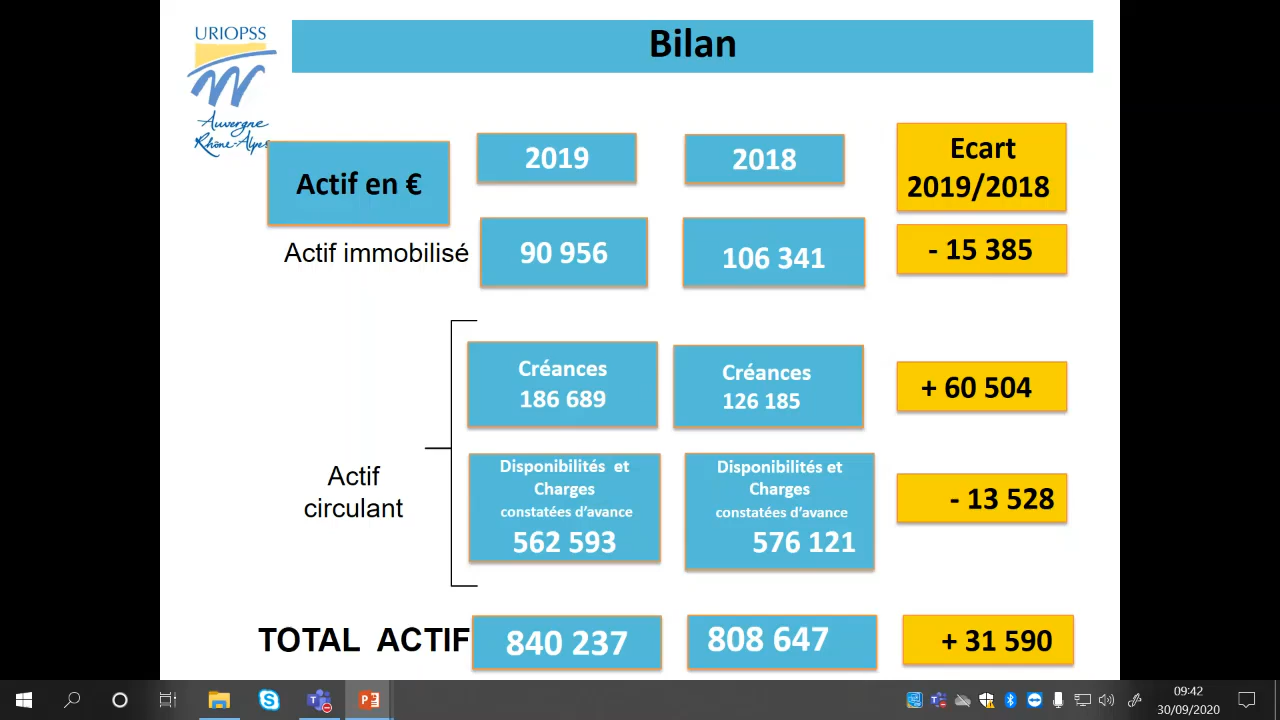 URIOPSS
Auvergne
Rhône-Alpes
Bilan
Actif en €
2019
2018
Ecart
2019/2018
Actif immobilisé
90 956
106 341
- 15 385
Actif
circulant
Créances
186 689
Créances
126 185
+ 60 504
Disponibilités et
Charges
constatées d’avance
562 593
Disponibilités et
Charges
constatées d’avance
576 121
- 13 528
TOTAL ACTIF
840 237
808 647
+ 31 590
09:42
30/09/2020